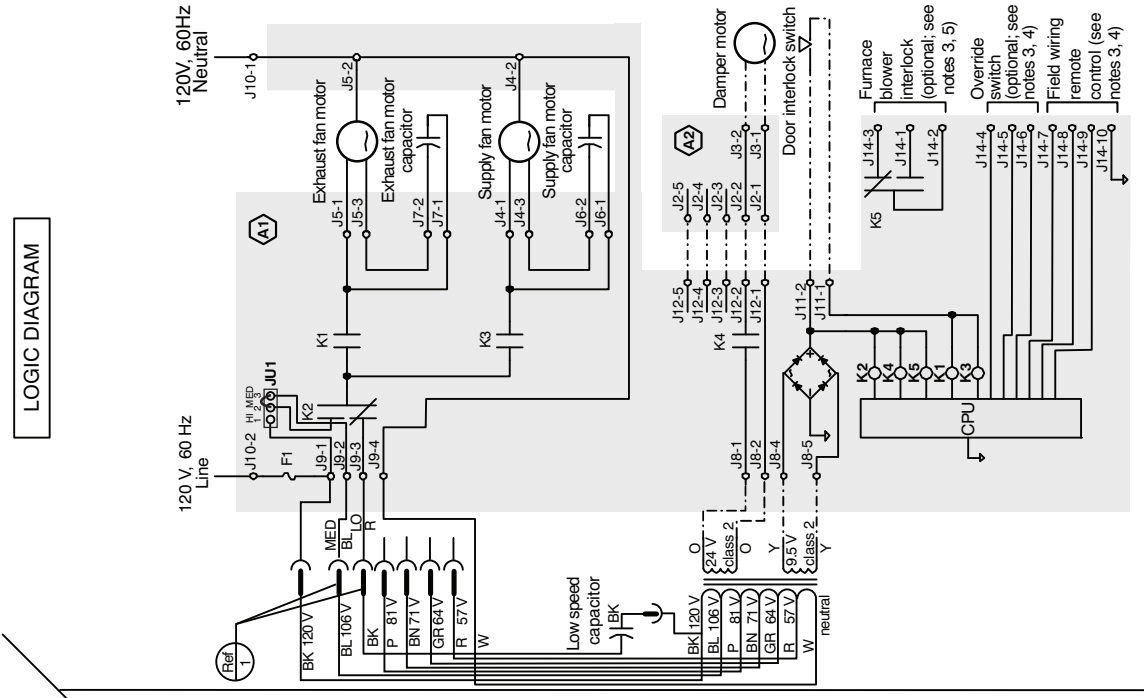 LOGIC DIAGRAM
120V, 60Hz
Neutral
J10-1
J5-2
J4-2
Exhaust fan motor
J5-1
J5-3
Exhaust fan motor
capacitor
J7-2
J7-1
Supply fan motor
J4-1
J4-3
Supply fan motor
capacitor
J6-2
J6-1
A1
K1
K3
120 V, 60 Hz
Line
J10-2
F1
HI MED
1 2 3
JU1
K2
J9-1
J9-2
J9-3
J9-4
MED
BL
LO
R
Ref
1
BK 120 V
BL 106 V
BK
P 81 V
BN 71 V
GR 64 V
R 57 V
W
Low speed
capacitor
BK
BK 120 V
BL 106 V
P 81 V
BN 71 V
GR 64 V
R 57 V
W
neutral
O
24 V
class 2
O
Y
9.5 V
class 2
Y
J8-1
J8-2
J8-4
J8-5
K4
J12-5
J12-4
J12-3
J12-2
J12-1
J2-5
J2-4
J2-3
J2-2
J2-1
A2
J3-2
J3-1
Damper motor
Door interlock switch
J11-2
J11-1
K2
K4
K5
K1
K3
CPU
K5
J14-3
J14-1
J14-2
Furnace
blower
interlock
(optional; see
notes 3, 5)
J14-4
J14-5
J14-6
J14-7
J14-8
J14-9
J14-10
Override
switch
(optional; see
notes 3, 4)
Field wiring
remote
control (see
notes 3, 4)